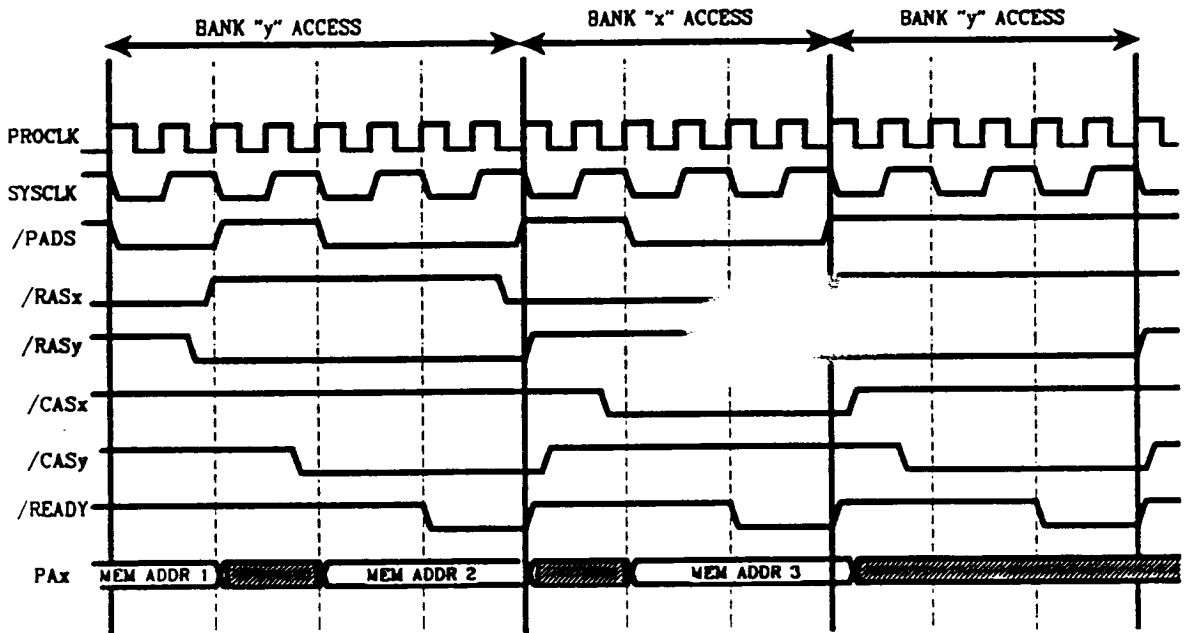 BANK "y" ACCESS
BANK "x" ACCESS
BANK "y" ACCESS
PROCLK
SYSCLK
/PADS
/RASx
/RASy
/CASx
/CASy
/READY
PAx
MEM ADDR 1
MEM ADDR 2
MEM ADDR 3